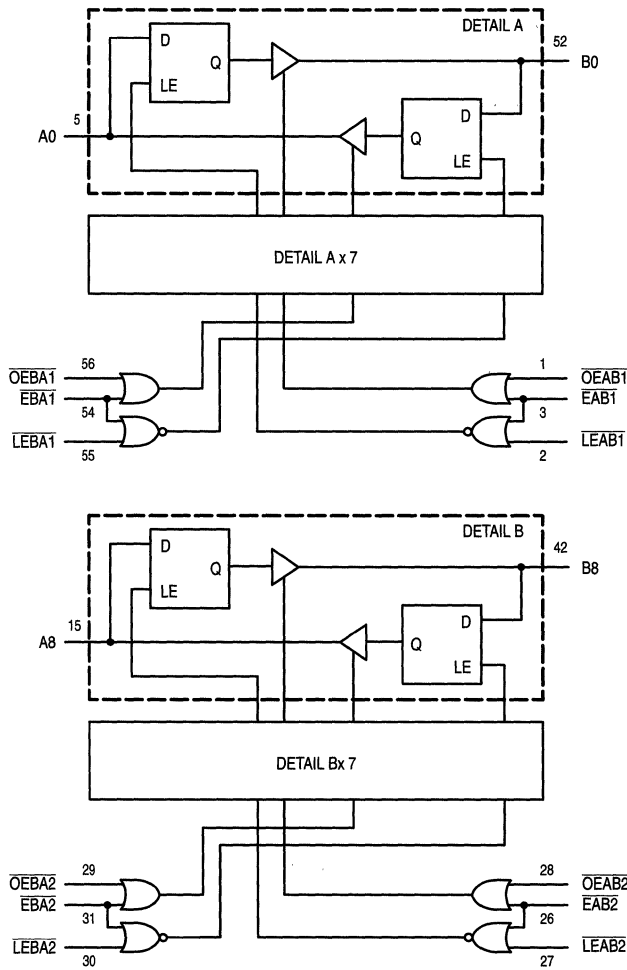 DETAIL A
52
D
Q
B0
LE
D
5
Q
A0
LE
DETAIL A x 7
56
1
OEBA1
OEAB1
EBA1
EAB1
54
3
LEBA1
LEAB1
55
2
DETAIL B
42
D
Q
B8
LE
D
15
Q
A8
LE
DETAIL Bx 7
29
28
OEBA2
OEAB2
EBA2
EAB2
31
26
LEBA2
LEAB2
30
27